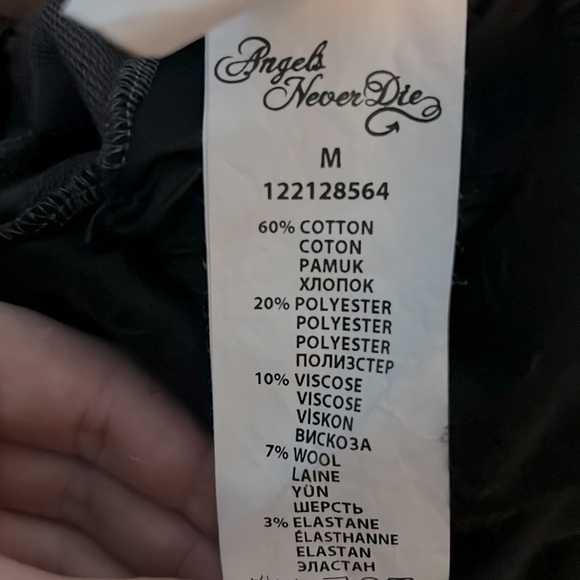 Angels
Never Die
M
122128564
60% COTTON
COTON
PAMUK
ХЛОПОК
20% POLYESTER
POLYESTER
POLYESTER
ПОЛИЗСТЕР
10% VISCOSE
VISCOSE
VİSKON
ВИСКОЗА
7% WOOL
LAINE
YÜN
ШЕРСТЬ
3% ELASTANE
ÉLASTHANNE
ELASTAN
ЭЛАСТАН